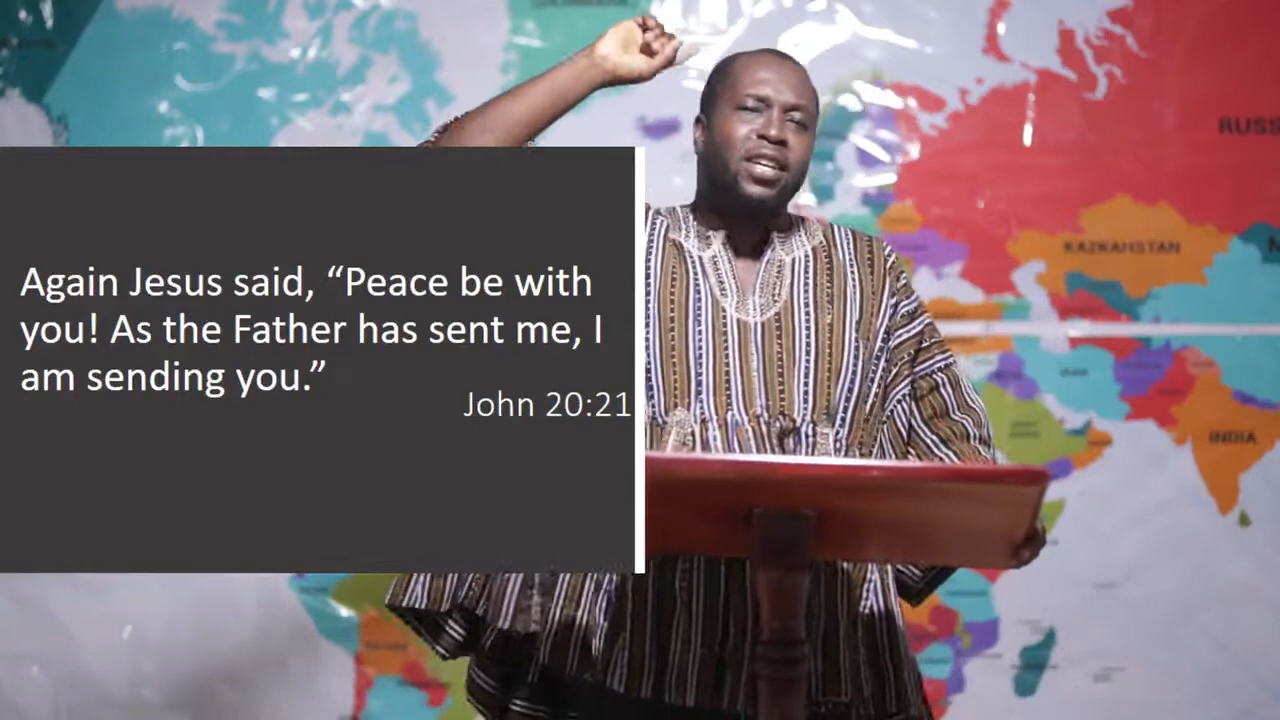 Again Jesus said, “Peace be with
you! As the Father has sent me, I
am sending you.”
John 20:21
RUSS
KAZKAHSTAN
INDIA